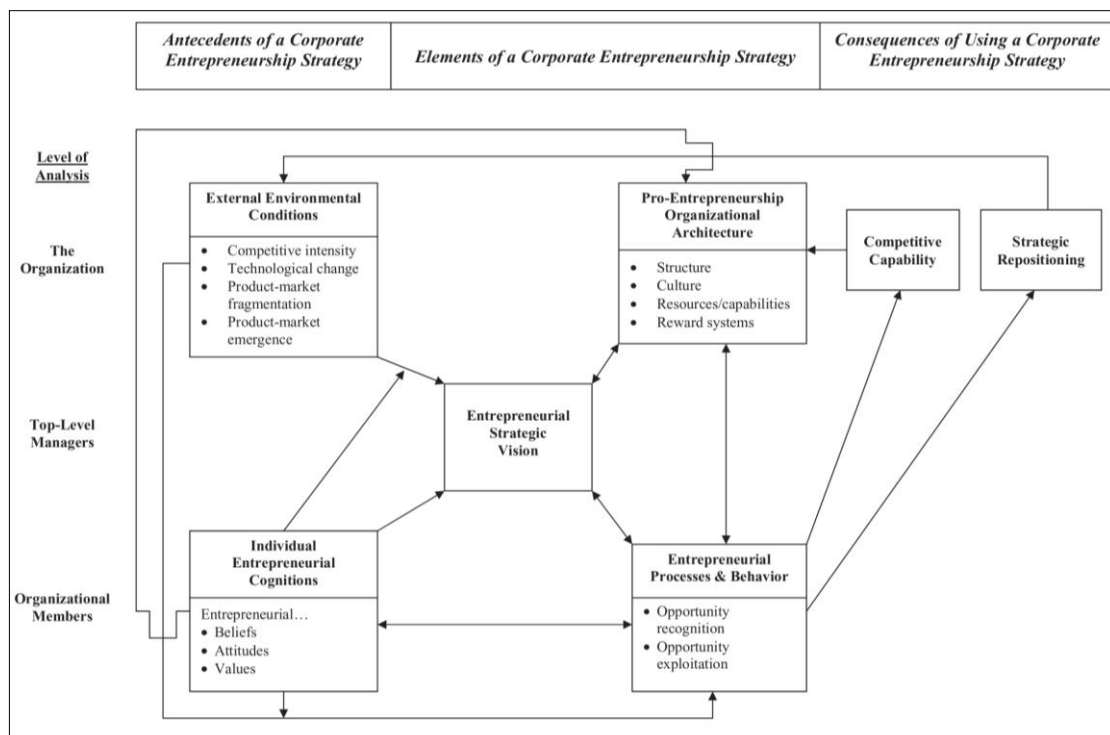 Antecedents of a Corporate
Entrepreneurship Strategy
Elements of a Corporate Entrepreneurship Strategy
Consequences of Using a Corporate
Entrepreneurship Strategy
Level of
Analysis
The
Organization
Top-Level
Managers
Organizational
Members
External Environmental
Conditions
• Competitive intensity
• Technological change
• Product-market
fragmentation
• Product-market
emergence
Pro-Entrepreneurship
Organizational
Architecture
• Structure
• Culture
• Resources/capabilities
• Reward systems
Competitive
Capability
Strategic
Repositioning
Entrepreneurial
Strategic
Vision
Individual
Entrepreneurial
Cognitions
Entrepreneurial…
• Beliefs
• Attitudes
• Values
Entrepreneurial
Processes & Behavior
• Opportunity
recognition
• Opportunity
exploitation